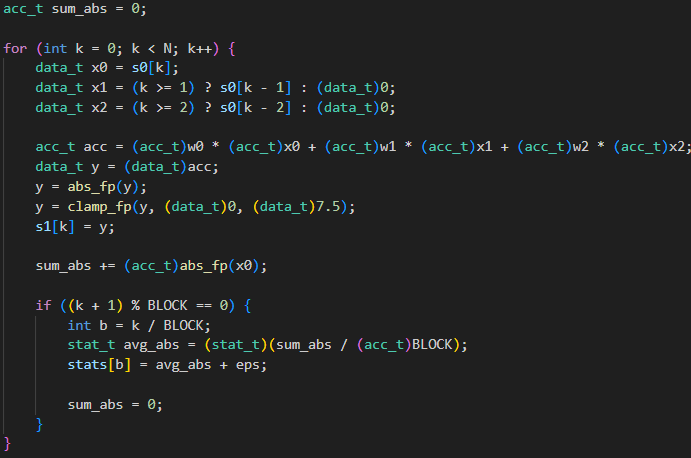 acc_t sum_abs = 0;
for (int k = 0; k < N; k++) {
data_t x0 = s0[k];
data_t x1 = (k >= 1) ? s0[k - 1] : (data_t)0;
data_t x2 = (k >= 2) ? s0[k - 2] : (data_t)0;
acc_t acc = (acc_t)w0 * (acc_t)x0 + (acc_t)w1 * (acc_t)x1 + (acc_t)w2 * (acc_t)x2;
data_t y = (data_t)acc;
y = abs_fp(y);
y = clamp_fp(y, (data_t)0, (data_t)7.5);
s1[k] = y;
sum_abs += (acc_t)abs_fp(x0);
if ((k + 1) % BLOCK == 0) {
int b = k / BLOCK;
stat_t avg_abs = (stat_t)(sum_abs / (acc_t)BLOCK);
stats[b] = avg_abs + eps;
sum_abs = 0;
}
}